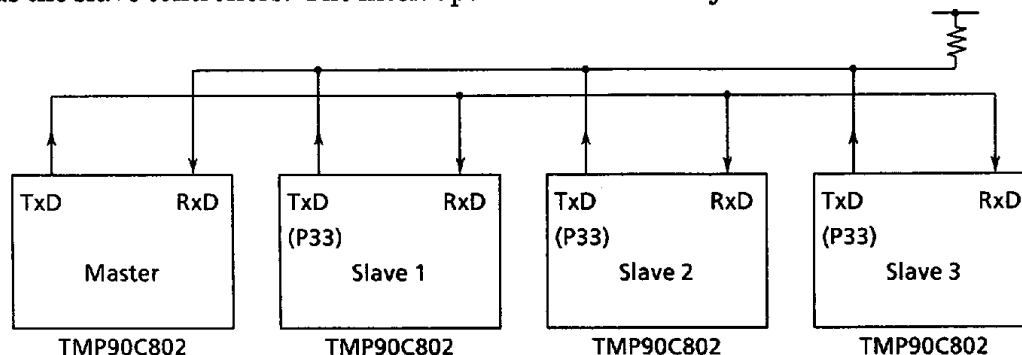 TxD RxD TxD RxD TxD RxD TxD RxD
(P33) (P33) (P33)
Master Slave 1 Slave 2 Slave 3
TMP90C802 TMP90C802 TMP90C802 TMP90C802